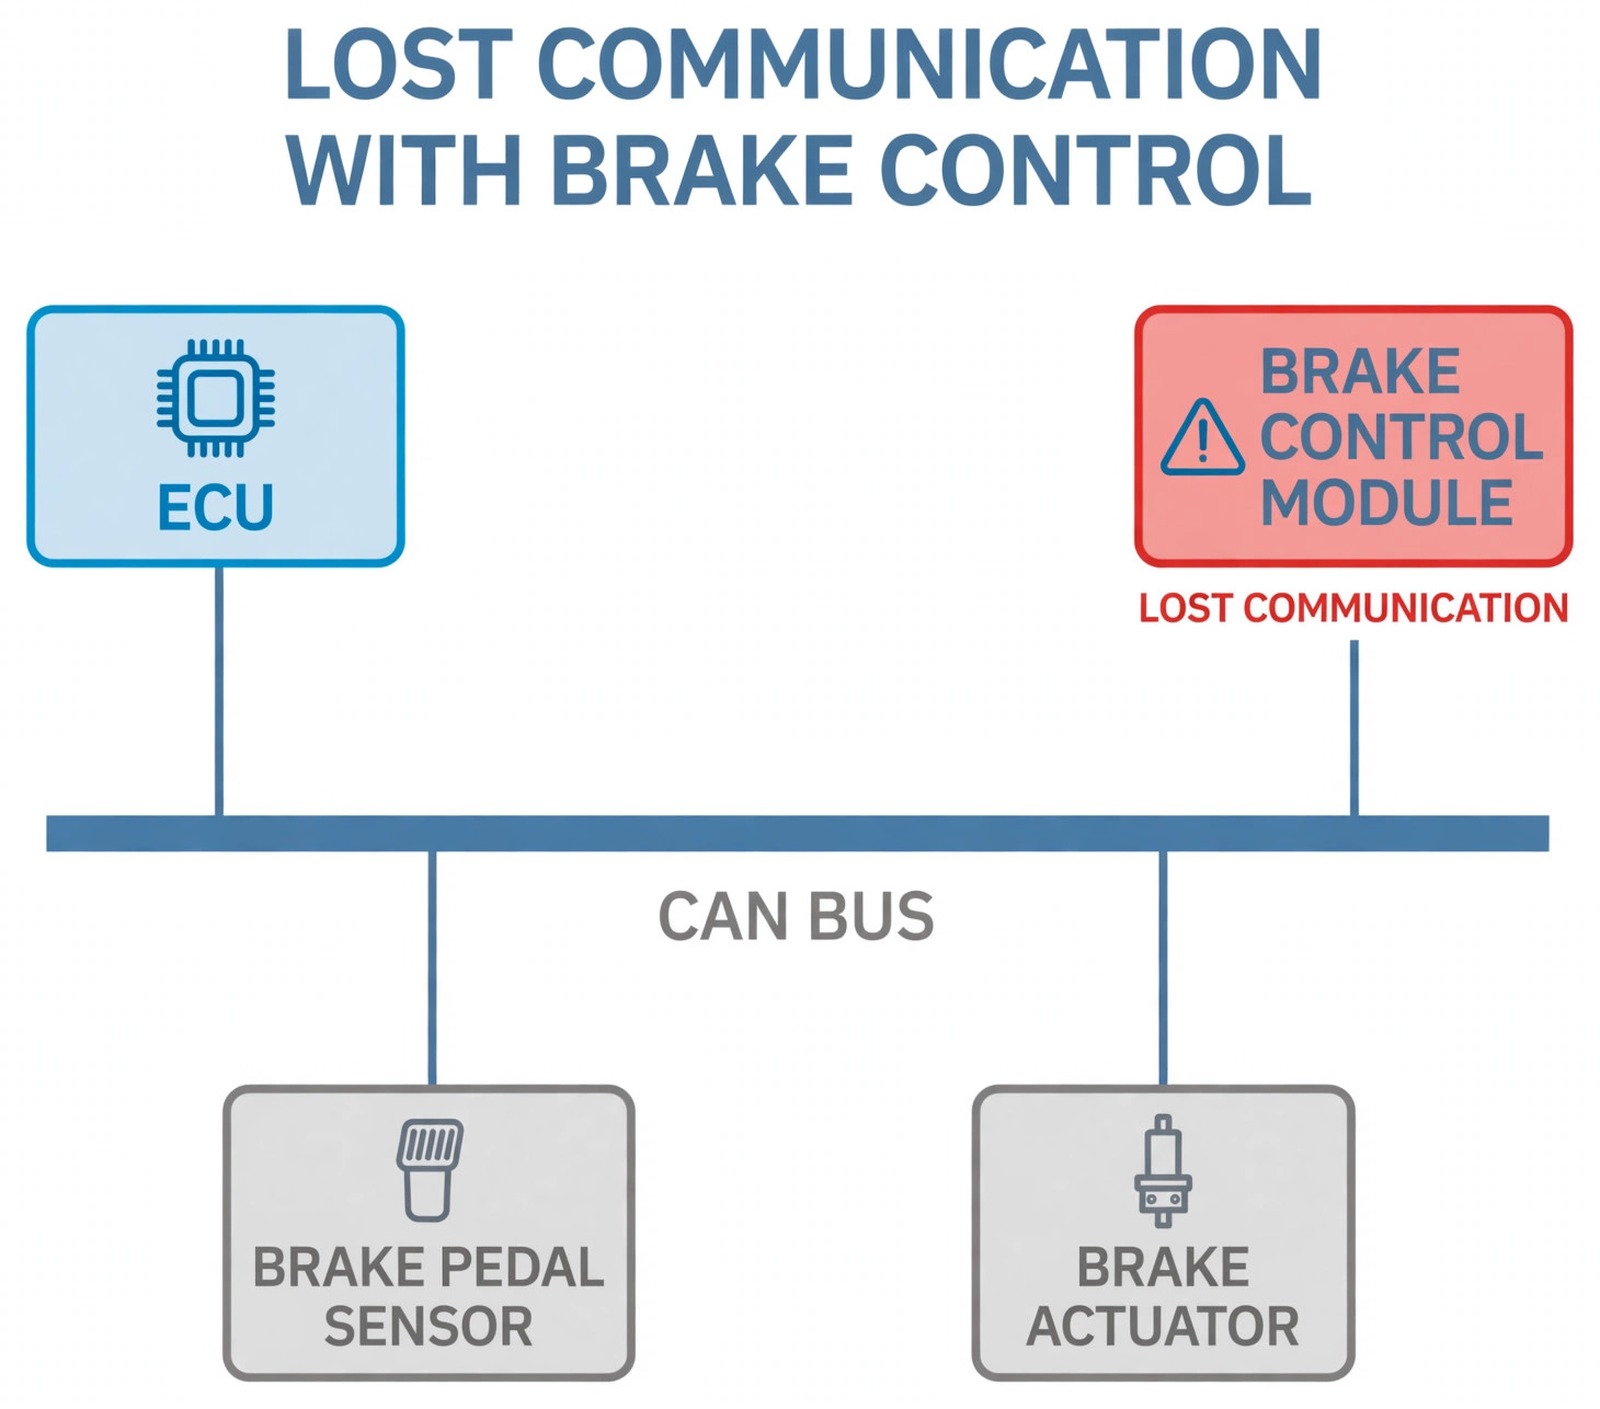 LOST COMMUNICATION
WITH BRAKE CONTROL
ECU
BRAKE
CONTROL
MODULE
LOST COMMUNICATION
CAN BUS
BRAKE PEDAL
SENSOR
BRAKE
ACTUATOR